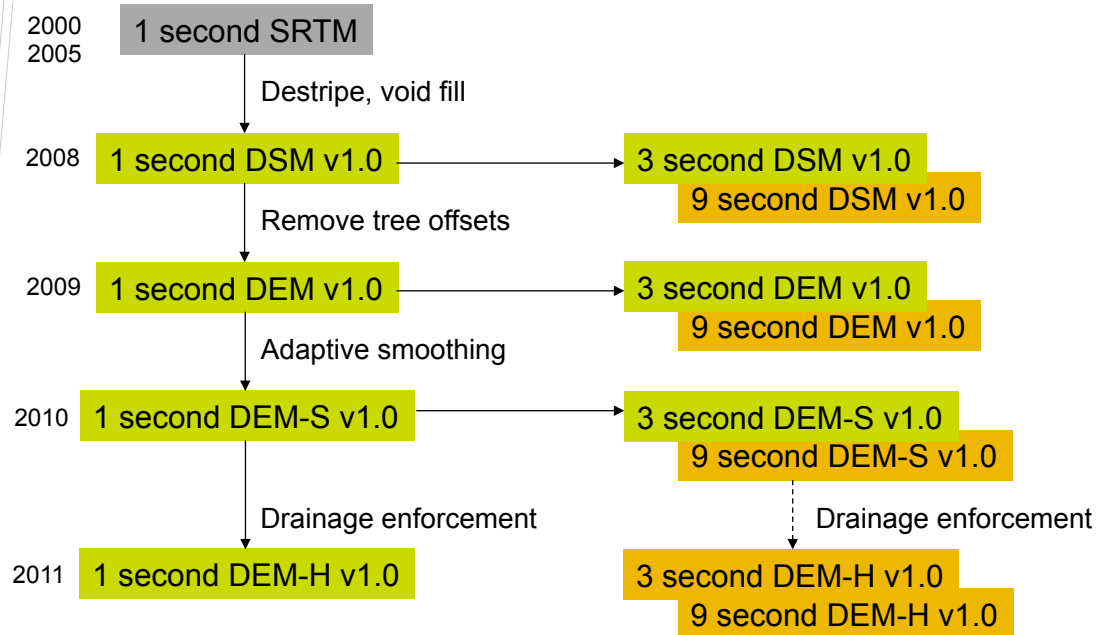 2000
2005
1 second SRTM
Destripe, void fill
2008
1 second DSM v1.0
3 second DSM v1.0
9 second DSM v1.0
Remove tree offsets
2009
1 second DEM v1.0
3 second DEM v1.0
9 second DEM v1.0
Adaptive smoothing
2010
1 second DEM-S v1.0
3 second DEM-S v1.0
9 second DEM-S v1.0
Drainage enforcement
Drainage enforcement
2011
1 second DEM-H v1.0
3 second DEM-H v1.0
9 second DEM-H v1.0